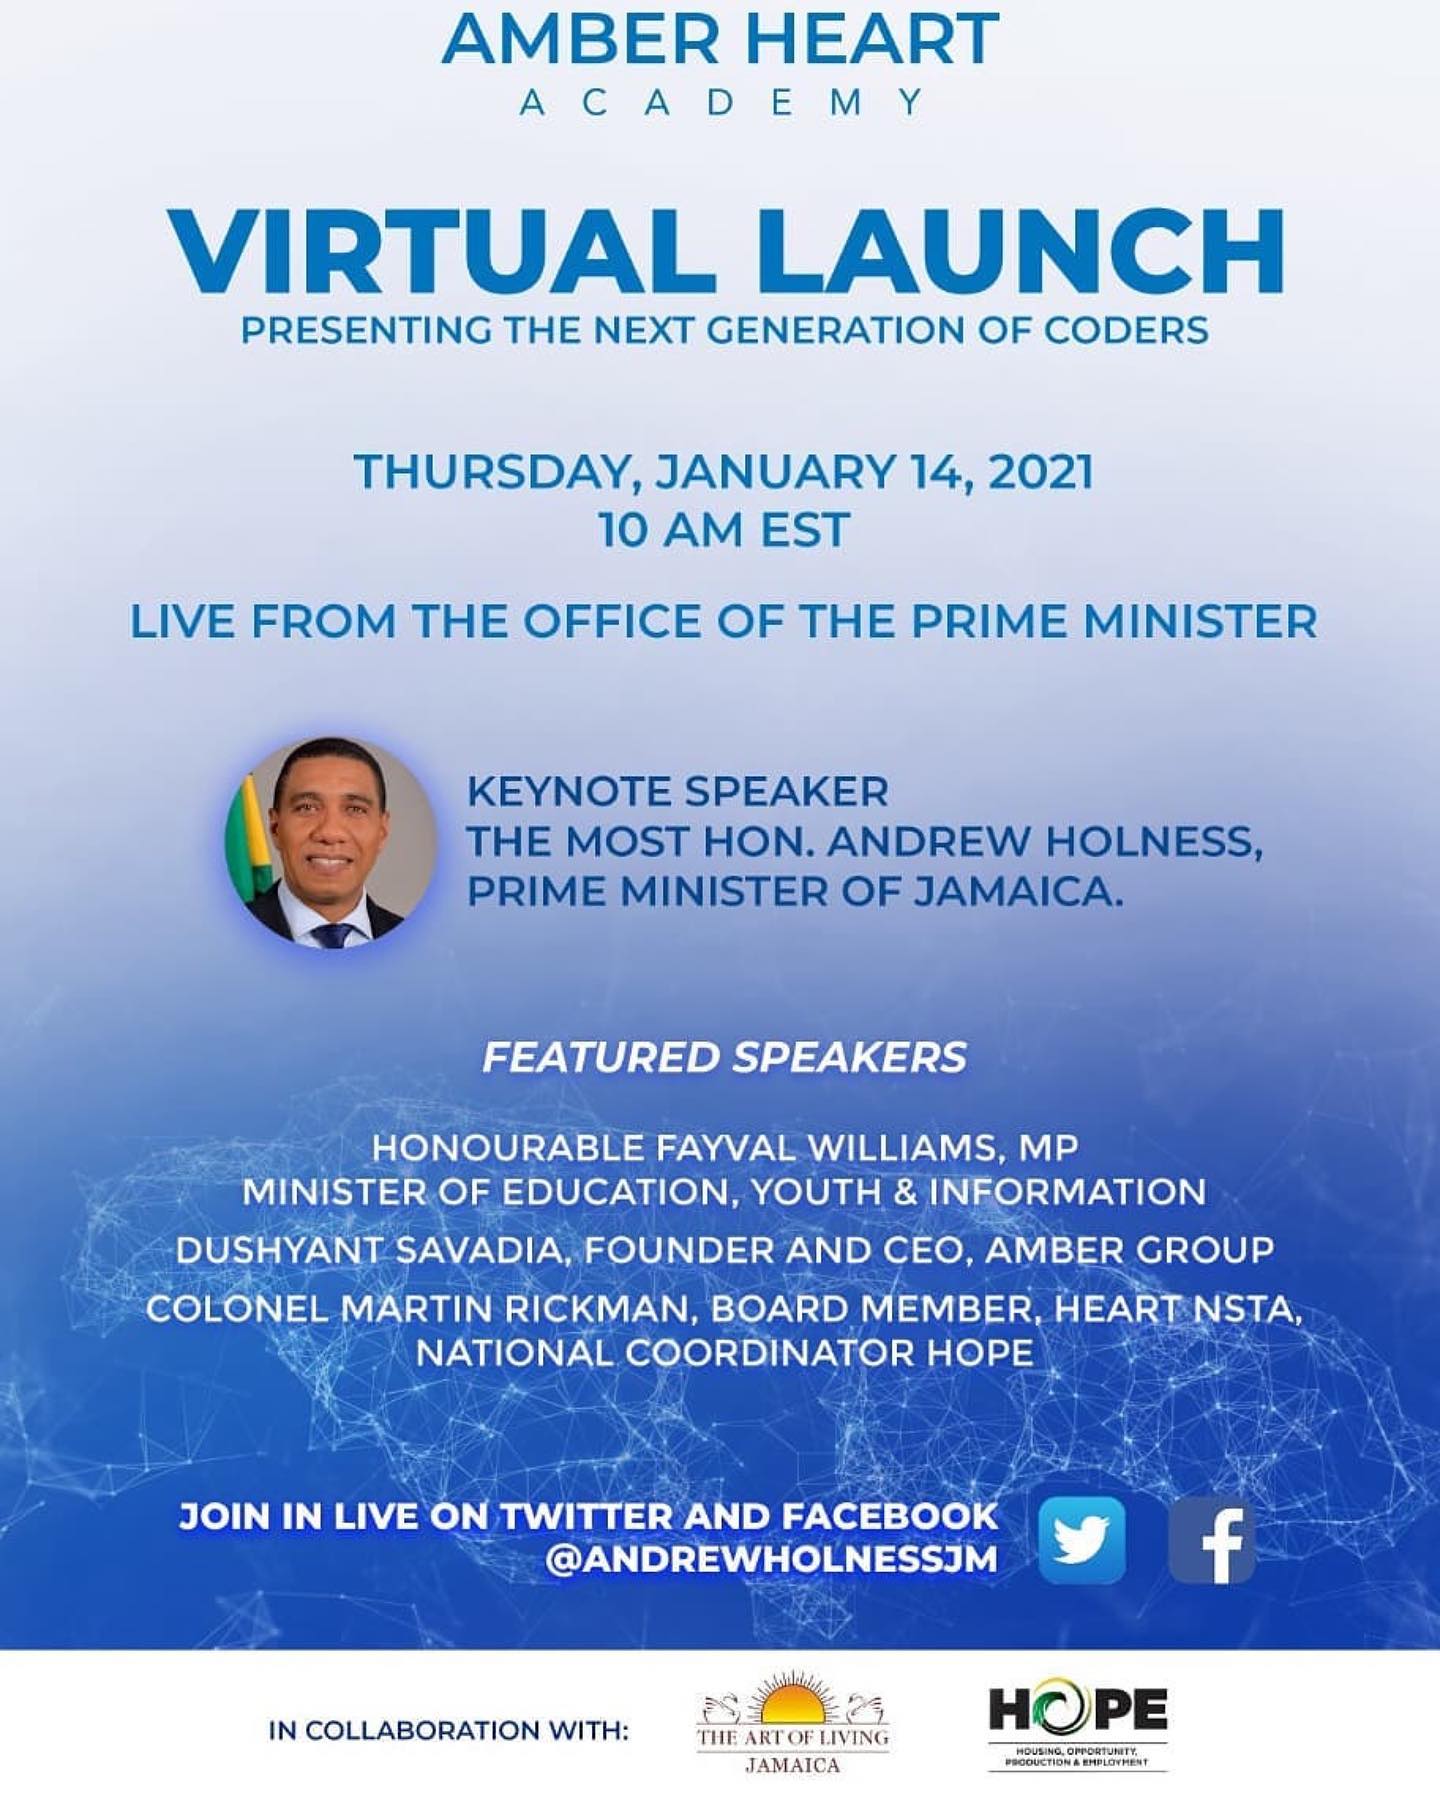 AMBER HEART
ACADEMY
VIRTUAL LAUNCH
PRESENTING THE NEXT GENERATION OF CODERS
THURSDAY, JANUARY 14, 2021
10 AM EST
LIVE FROM THE OFFICE OF THE PRIME MINISTER
KEYNOTE SPEAKER
THE MOST HON. ANDREW HOLNESS,
PRIME MINISTER OF JAMAICA.
FEATURED SPEAKERS
HONOURABLE FAYVAL WILLIAMS, MP
MINISTER OF EDUCATION, YOUTH & INFORMATION
DUSHYANT SAVADIA, FOUNDER AND CEO, AMBER GROUP
COLONEL MARTIN RICKMAN, BOARD MEMBER, HEART NSTA,
NATIONAL COORDINATOR HOPE
JOIN IN LIVE ON TWITTER AND FACEBOOK
@ANDREWHOLNESSJM
IN COLLABORATION WITH:
THE ART OF LIVING
JAMAICA
HOPE
HOUSING, OPPORTUNITY,
PRODUCTION & EMPLOYMENT